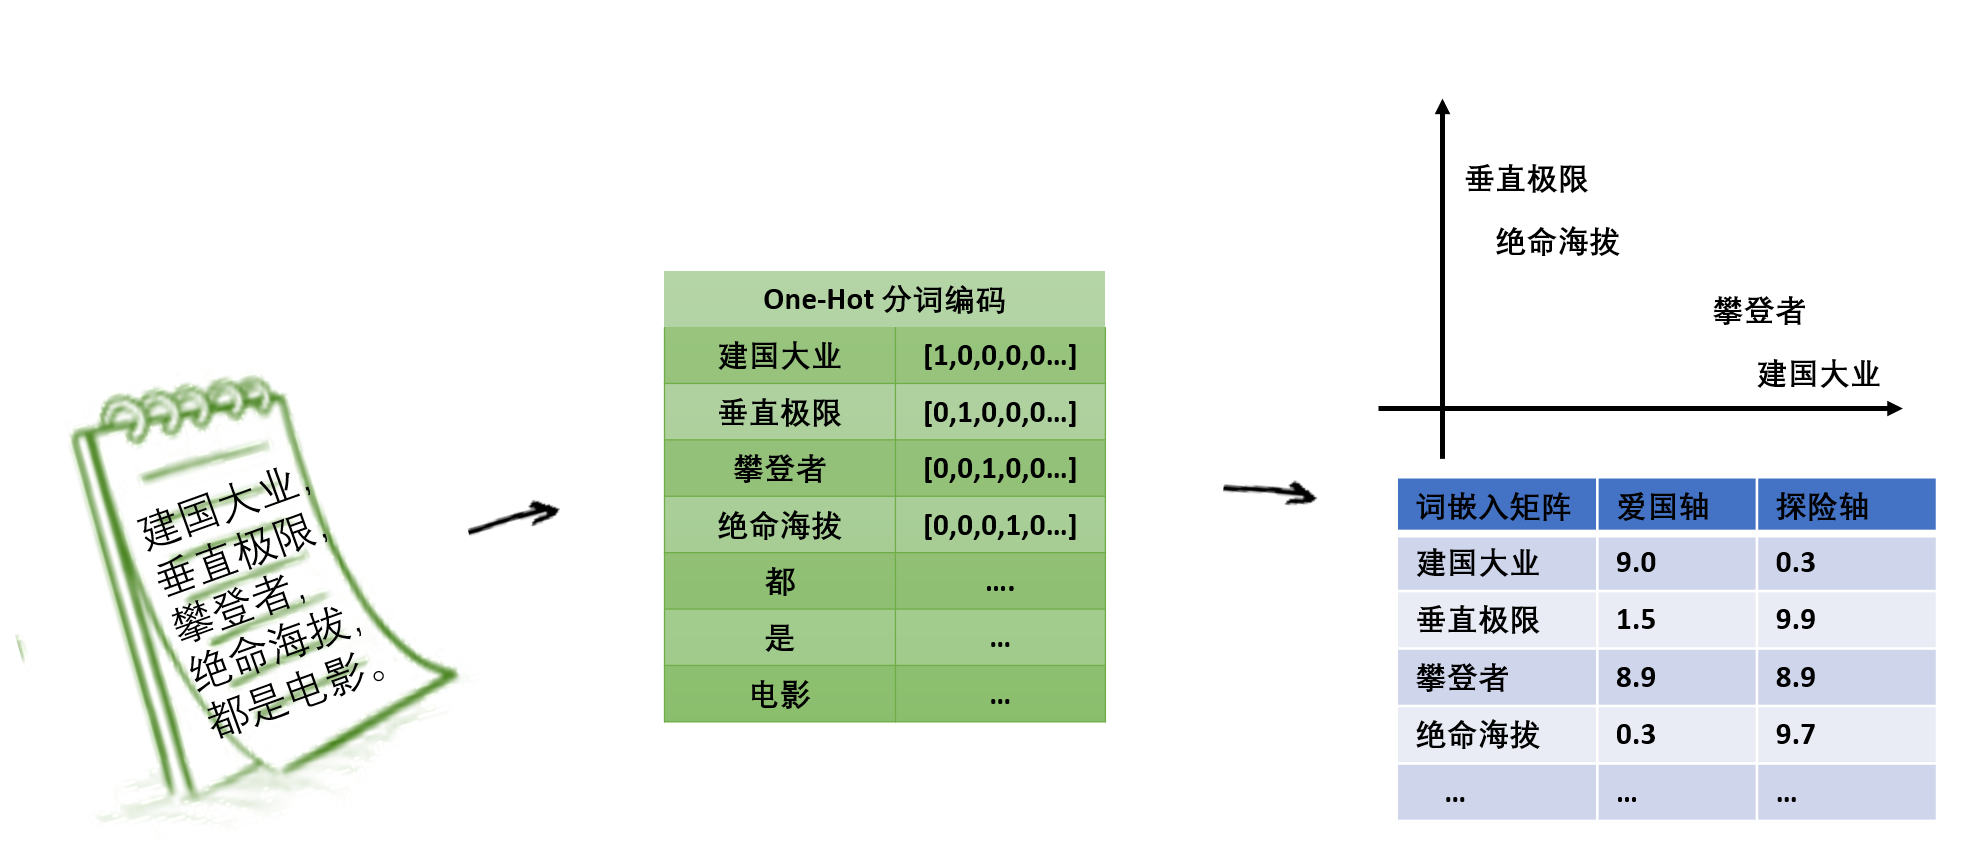 建国大业,
垂直极限,
攀登者,
绝命海拔,
都是电影。
One-Hot 分词编码
建国大业 [1,0,0,0,0...]
垂直极限 [0,1,0,0,0...]
攀登者 [0,0,1,0,0...]
绝命海拔 [0,0,0,1,0...]
都 ....
是 ...
电影 ...
垂直极限
绝命海拔
攀登者
建国大业
词嵌入矩阵 爱国轴 探险轴
建国大业 9.0 0.3
垂直极限 1.5 9.9
攀登者 8.9 8.9
绝命海拔 0.3 9.7
... ... ...